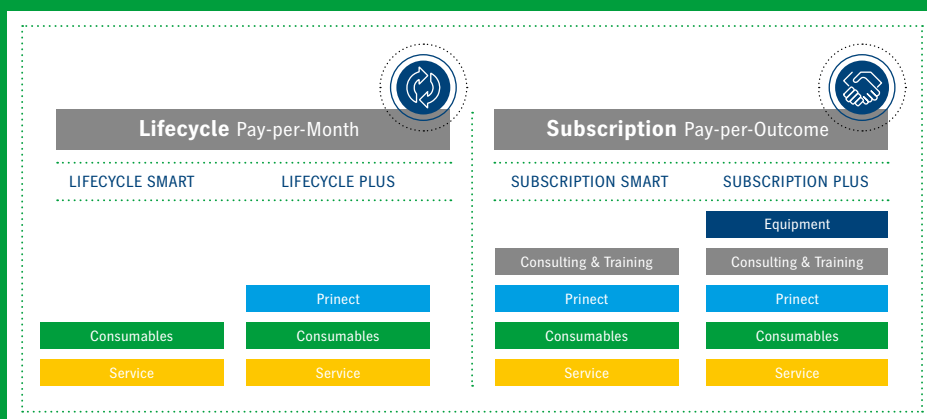 Lifecycle Pay-per-Month
LIFECYCLE SMART
LIFECYCLE PLUS
Prinect
Consumables
Consumables
Service
Service
Subscription Pay-per-Outcome
SUBSCRIPTION SMART
SUBSCRIPTION PLUS
Equipment
Consulting & Training
Consulting & Training
Prinect
Prinect
Consumables
Consumables
Service
Service